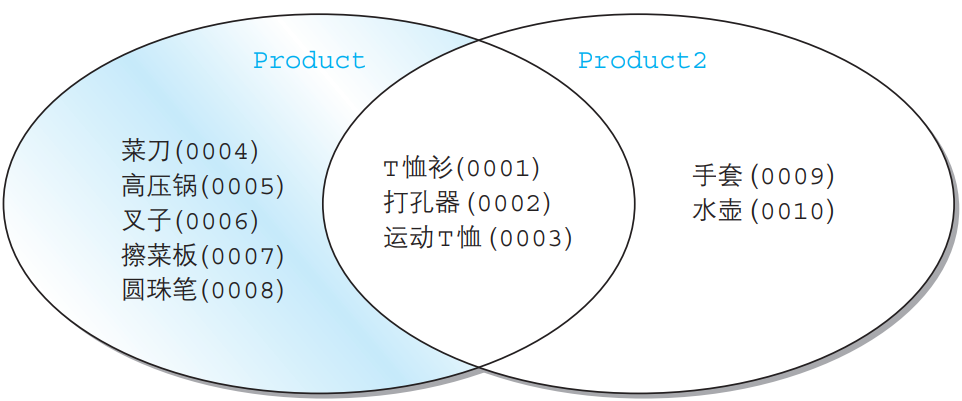 Product
Product2
菜刀(0004)
高压锅(0005)
叉子(0006)
擦菜板(0007)
圆珠笔(0008)
T恤衫(0001)
打孔器(0002)
运动T恤(0003)
手套(0009)
水壶(0010)